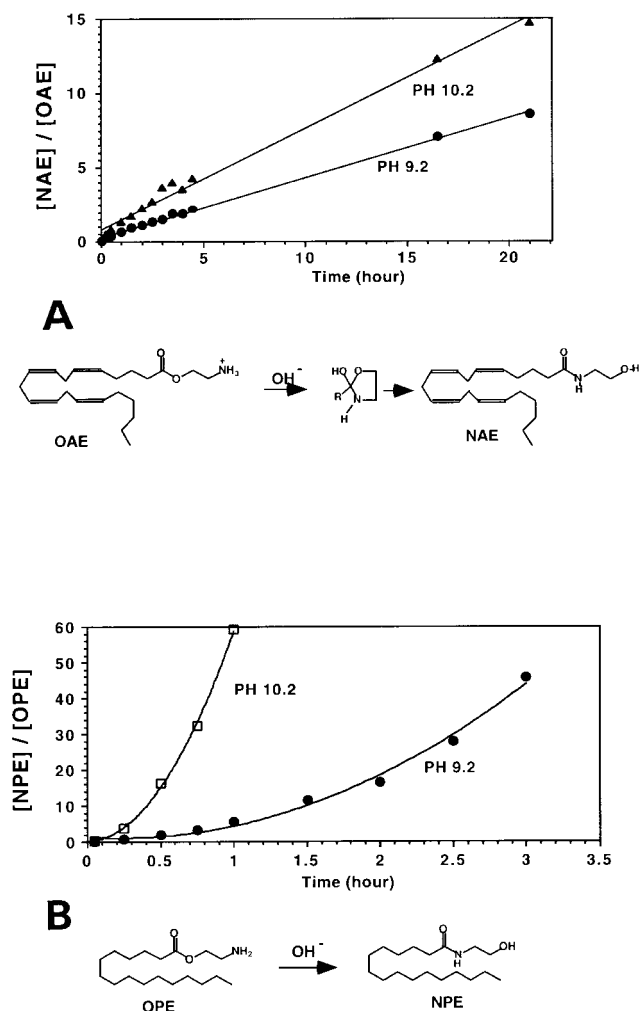 [NAE] / [OAE]
15
10
5
0
PH 10.2
PH 9.2
0 5 10 15 20
Time (hour)
A
O
O
+
NH3
OH-
HO O
R
N
H
O
N
H
O-H
OAE
NAE
[NPE] / [OPE]
60
50
40
30
20
10
0
PH 10.2
PH 9.2
0 0.5 1 1.5 2 2.5 3 3.5
Time (hour)
B
O
O
NH2
OH-
O
N
H
OH
OPE
NPE